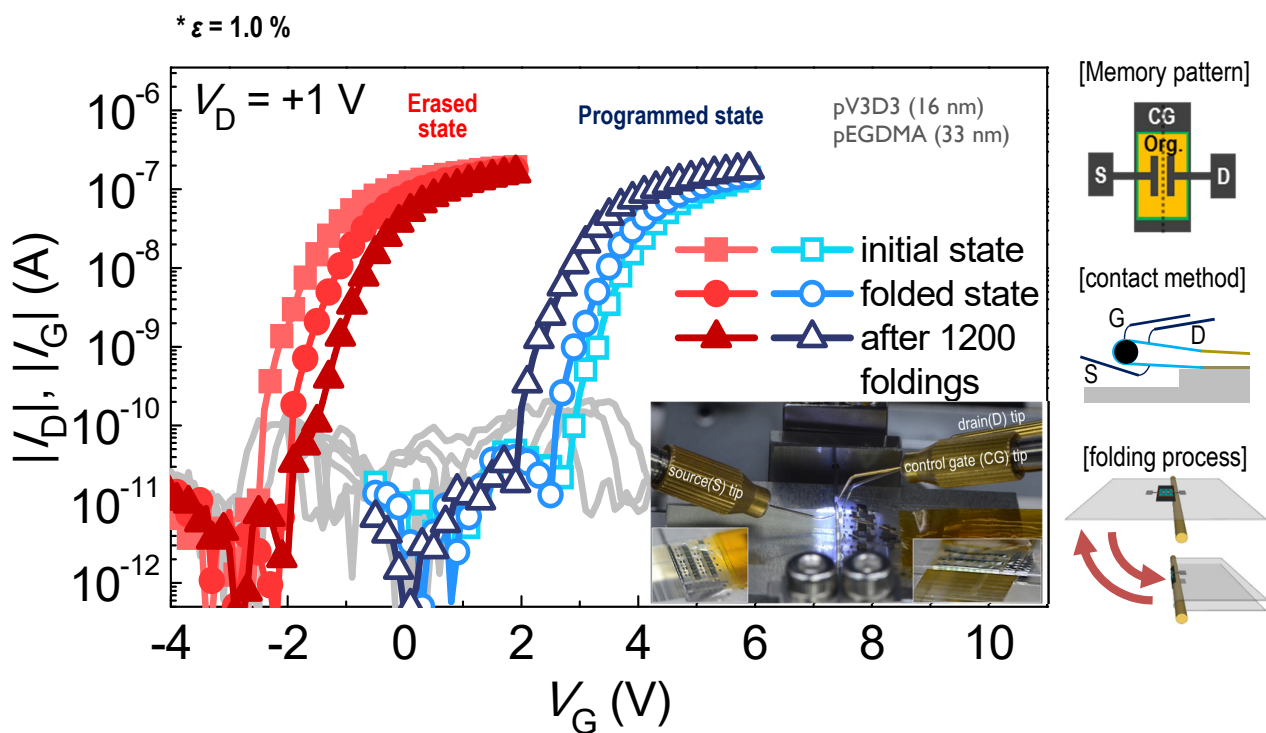 * ε = 1.0 %
V_D = +1 V
Erased
state
Programmed state
pV3D3 (16 nm)
pEGDMA (33 nm)
initial state
folded state
after 1200
foldings
10⁻⁶
10⁻⁷
10⁻⁸
10⁻⁹
10⁻¹⁰
10⁻¹¹
10⁻¹²
|I_D|, |I_G| (A)
-4
-2
0
2
4
6
8
10
V_G (V)
source(S) tip
drain(D) tip
control gate (CG) tip
[Memory pattern]
CG
Org.
S
D
[contact method]
G
D
S
[folding process]